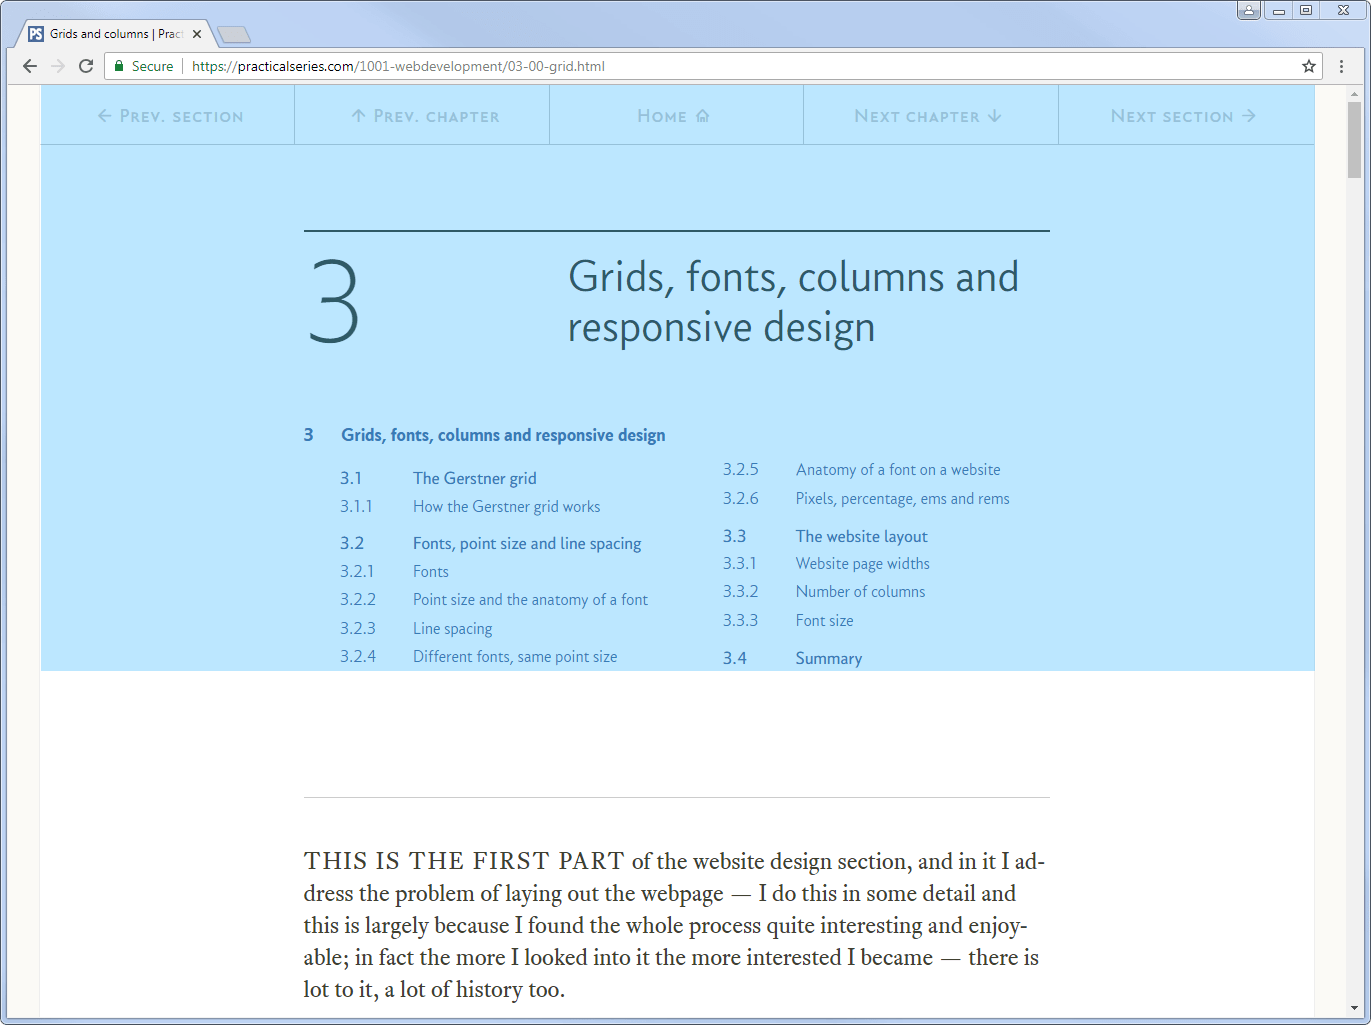 Grids and columns | Prac
Secure | https://practicalseries.com/1001-webdevelopment/03-00-grid.html
← Prev. section
↑ Prev. chapter
Home
Next chapter ↓
Next section →
3
Grids, fonts, columns and
responsive design
3 Grids, fonts, columns and responsive design
3.1 The Gerstner grid
3.1.1 How the Gerstner grid works
3.2 Fonts, point size and line spacing
3.2.1 Fonts
3.2.2 Point size and the anatomy of a font
3.2.3 Line spacing
3.2.4 Different fonts, same point size
3.2.5 Anatomy of a font on a website
3.2.6 Pixels, percentage, ems and rems
3.3 The website layout
3.3.1 Website page widths
3.3.2 Number of columns
3.3.3 Font size
3.4 Summary
THIS IS THE FIRST PART of the website design section, and in it I ad-
dress the problem of laying out the webpage — I do this in some detail and
this is largely because I found the whole process quite interesting and enjoy-
able; in fact the more I looked into it the more interested I became — there is
lot to it, a lot of history too.